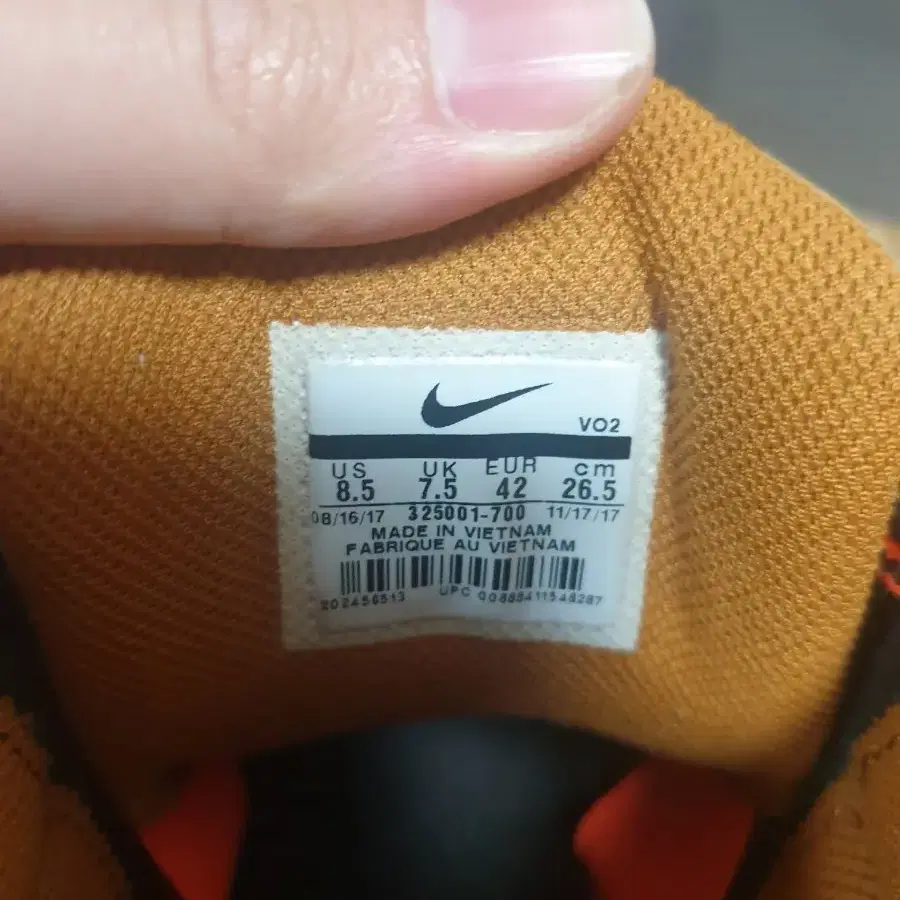 VO2
US UK EUR cm
8.5 7.5 42 26.5
08/16/17 325001-700 11/17/17
MADE IN VIETNAM
FABRIQUE AU VIETNAM
202456513 UPC 00888411548287